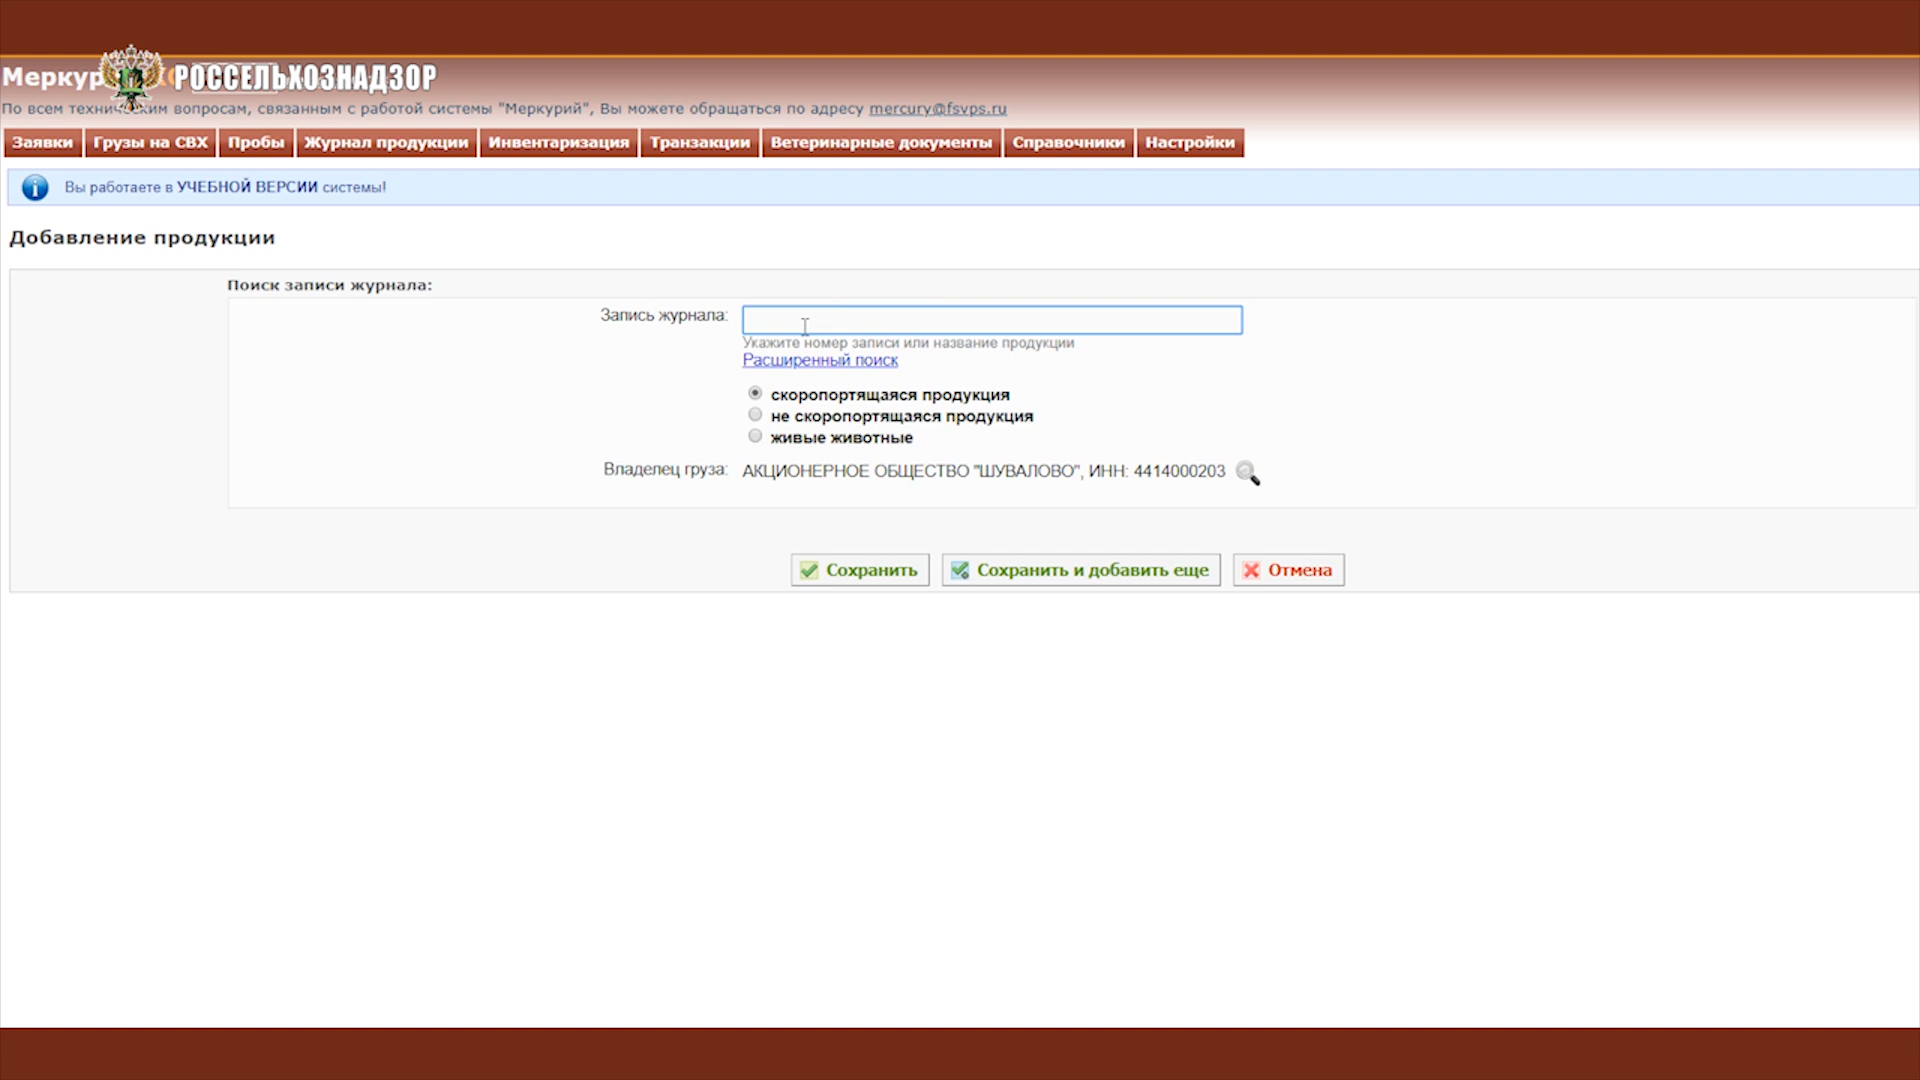 Меркур
РОССЕЛЬХОЗНАДЗОР
По всем техническим вопросам, связанным с работой системы "Меркурий", Вы можете обращаться по адресу mercury@fsvps.ru
Заявки Грузы на СВХ Пробы Журнал продукции Инвентаризация Транзакции Ветеринарные документы Справочники Настройки
Вы работаете в УЧЕБНОЙ ВЕРСИИ системы!
Добавление продукции
Поиск записи журнала:
Запись журнала:
Укажите номер записи или название продукции
Расширенный поиск
скоропортящаяся продукция
не скоропортящаяся продукция
живые животные
Владелец груза: АКЦИОНЕРНОЕ ОБЩЕСТВО "ШУВАЛОВО", ИНН: 4414000203
Сохранить Сохранить и добавить еще Отмена